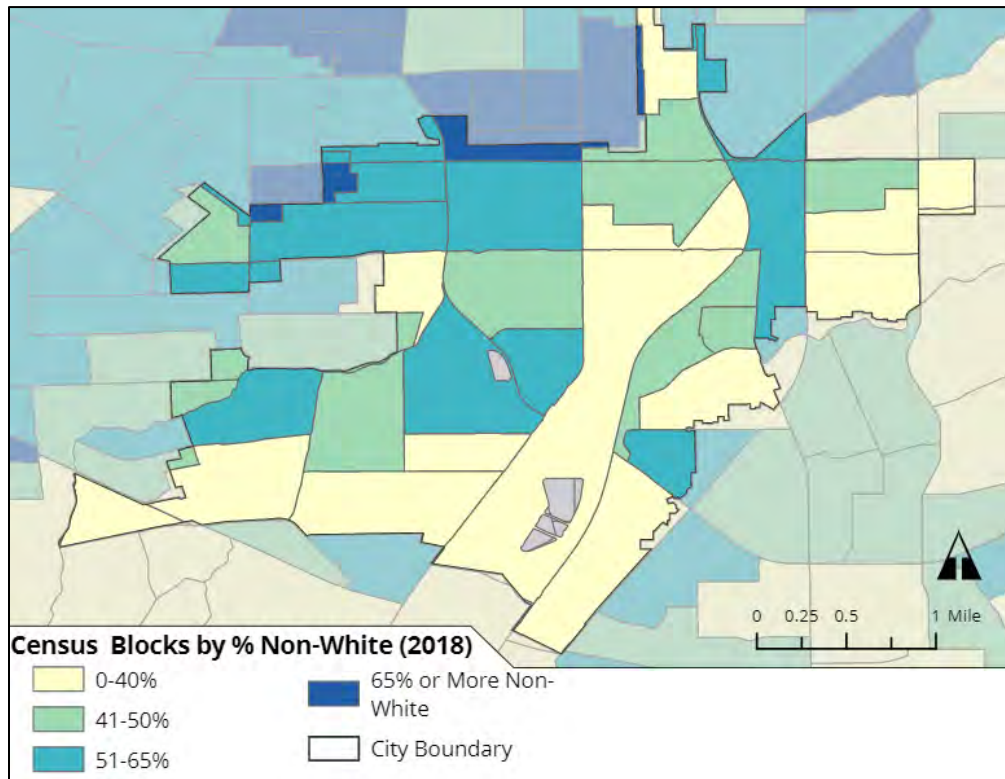 0 0.25 0.5 1 Mile
Census Blocks by % Non-White (2018)
0-40%
41-50%
51-65%
65% or More Non-
White
City Boundary